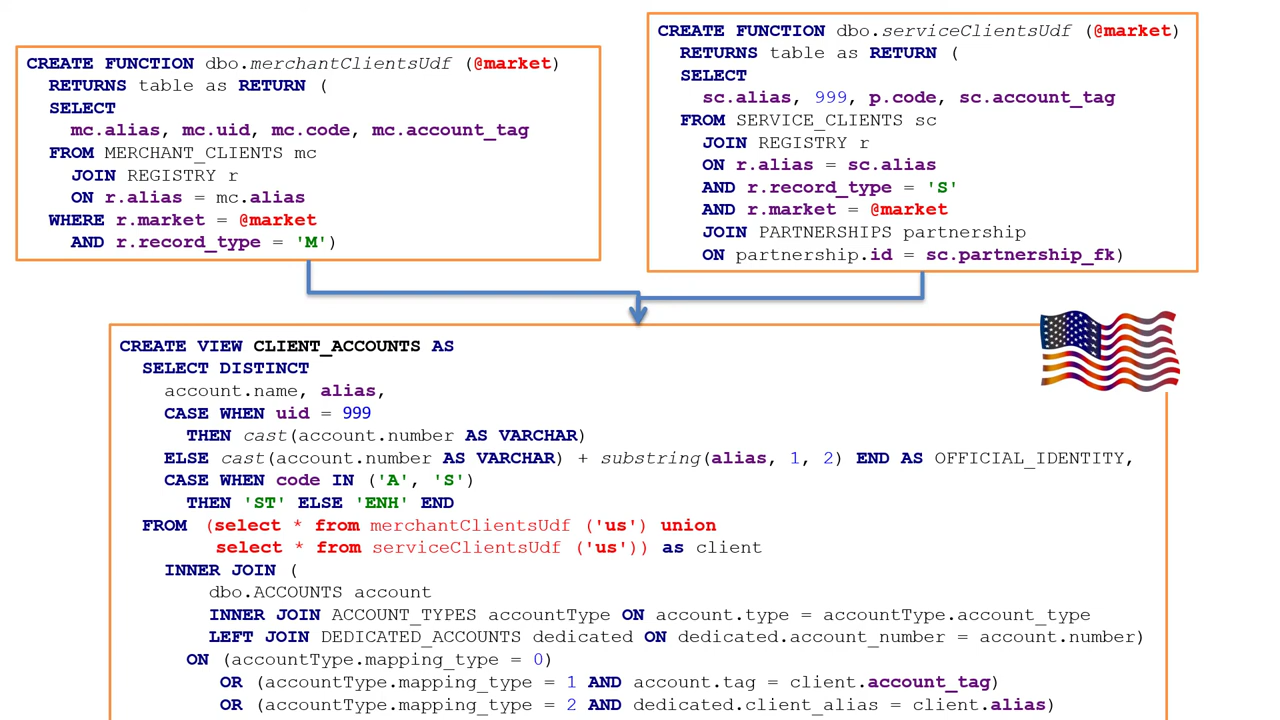 CREATE FUNCTION dbo.merchantClientsUdf (@market)
RETURNS table as RETURN (
SELECT
mc.alias, mc.uid, mc.code, mc.account_tag
FROM MERCHANT_CLIENTS mc
JOIN REGISTRY r
ON r.alias = mc.alias
WHERE r.market = @market
AND r.record_type = 'M')
CREATE FUNCTION dbo.serviceClientsUdf (@market)
RETURNS table as RETURN (
SELECT
sc.alias, 999, p.code, sc.account_tag
FROM SERVICE_CLIENTS sc
JOIN REGISTRY r
ON r.alias = sc.alias
AND r.record_type = 'S'
AND r.market = @market
JOIN PARTNERSHIPS partnership
ON partnership.id = sc.partnership_fk)
CREATE VIEW CLIENT_ACCOUNTS AS
SELECT DISTINCT
account.name, alias,
CASE WHEN uid = 999
THEN cast(account.number AS VARCHAR)
ELSE cast(account.number AS VARCHAR) + substring(alias, 1, 2) END AS OFFICIAL_IDENTITY,
CASE WHEN code IN ('A', 'S')
THEN 'ST' ELSE 'ENH' END
FROM (select * from merchantClientsUdf ('us') union
select * from serviceClientsUdf ('us')) as client
INNER JOIN (
dbo.ACCOUNTS account
INNER JOIN ACCOUNT_TYPES accountType ON account.type = accountType.account_type
LEFT JOIN DEDICATED_ACCOUNTS dedicated ON dedicated.account_number = account.number)
ON (accountType.mapping_type = 0)
OR (accountType.mapping_type = 1 AND account.tag = client.account_tag)
OR (accountType.mapping_type = 2 AND dedicated.client_alias = client.alias)